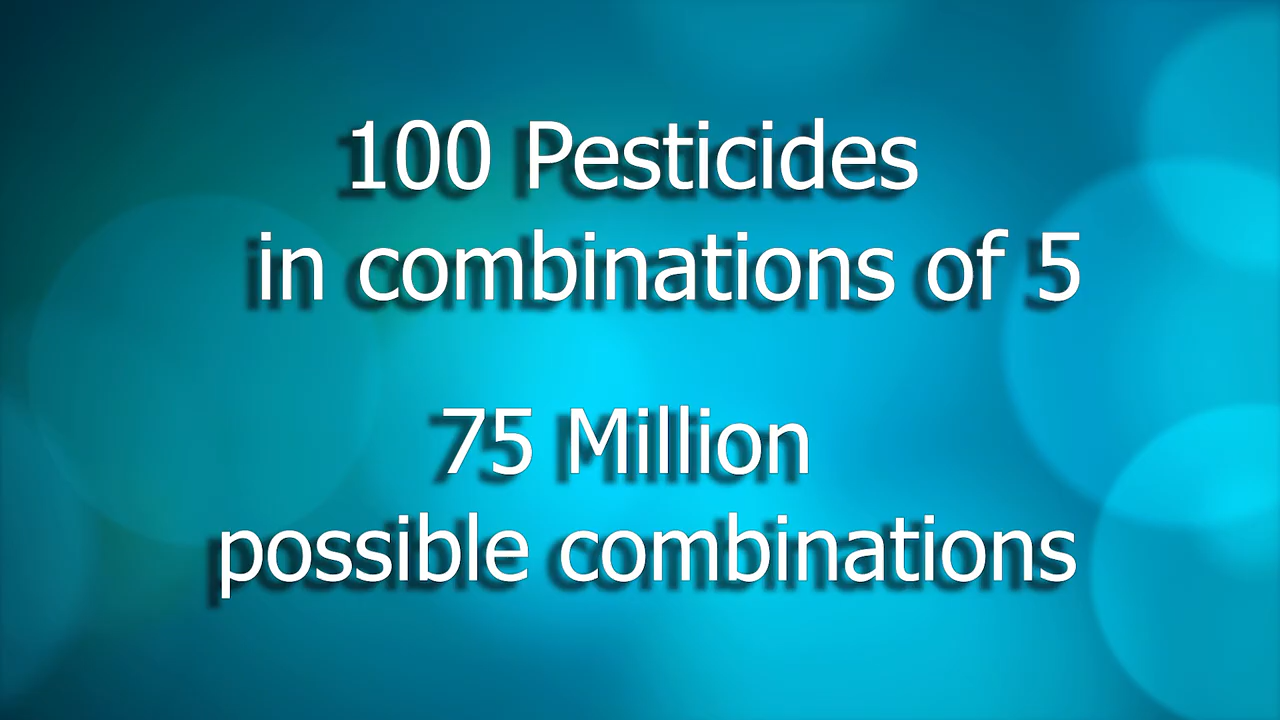 100 Pesticides
in combinations of 5
75 Million
possible combinations